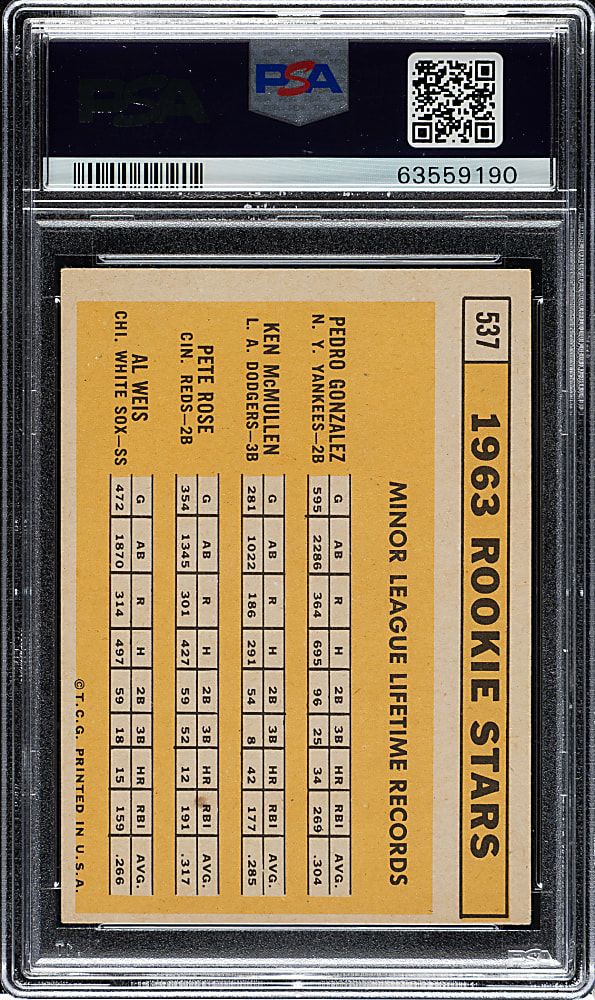 PSA
PSA
63559190
537
1963 ROOKIE STARS
MINOR LEAGUE LIFETIME RECORDS
G AB R H 2B 3B HR RBI AVG.
PEDRO GONZALEZ
N. Y. YANKEES—2B 595 2286 364 695 96 25 34 269 .304
G AB R H 2B 3B HR RBI AVG.
KEN McMULLEN
L. A. DODGERS—3B 281 1022 186 291 54 8 42 177 .285
G AB R H 2B 3B HR RBI AVG.
PETE ROSE
CIN. REDS—2B 354 1345 301 427 59 52 12 191 .317
G AB R H 2B 3B HR RBI AVG.
AL WEIS
CHI. WHITE SOX—SS 472 1870 314 497 59 18 15 159 .266
© T. C. G. PRINTED IN U. S. A.